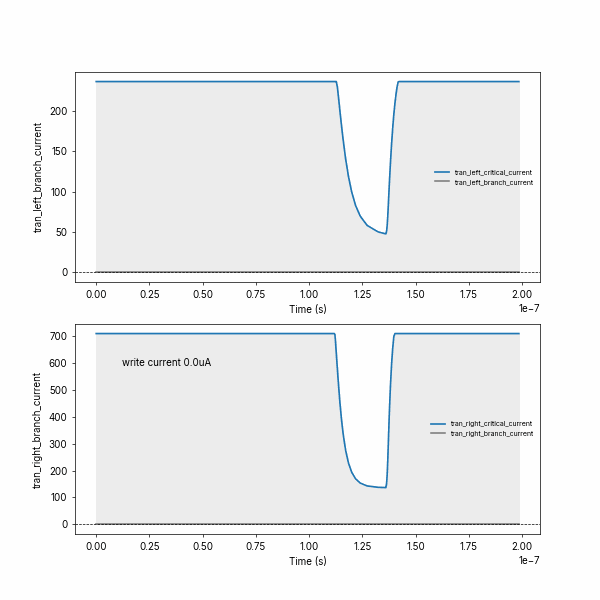 tran_left_branch_current
200
150
100
50
0
tran_left_critical_current
tran_left_branch_current
0.00 0.25 0.50 0.75 1.00 1.25 1.50 1.75 2.00
Time (s)
1e−7
tran_right_branch_current
700
600
500
400
300
200
100
0
write current 0.0uA
tran_right_critical_current
tran_right_branch_current
0.00 0.25 0.50 0.75 1.00 1.25 1.50 1.75 2.00
Time (s)
1e−7